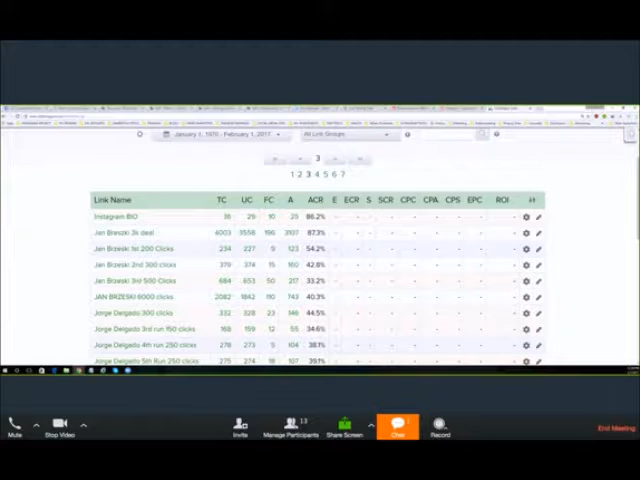 January 1, 1970 - February 1, 2017
All Link Groups
3
1 2 3 4 5 6 7
Link Name TC UC FC A ACR E ECR S SCR CPC CPA CPS EPC ROI
Instagram BIO 36 29 10 25 86.2% - - - - - - - - -
Jan Brzeski 3k deal 4003 3558 196 3107 87.3% - - - - - - - - -
Jan Brzeski 1st 200 Clicks 234 227 9 123 54.2% - - - - - - - - -
Jan Brzeski 2nd 300 clicks 379 374 15 160 42.8% - - - - - - - - -
Jan Brzeski 3rd 500 Clicks 684 653 50 217 33.2% - - - - - - - - -
JAN BRZESKI 6000 clicks 2082 1842 110 743 40.3% - - - - - - - - -
Jorge Delgado 300 clicks 332 328 23 146 44.5% - - - - - - - - -
Jorge Delgado 3rd run 150 clicks 168 159 12 55 34.6% - - - - - - - - -
Jorge Delgado 4th run 250 clicks 278 273 9 104 38.1% - - - - - - - - -
Jorge Delgado 5th Run 250 clicks 275 274 18 107 39.1% - - - - - - - - -
Mute
Stop Video
Invite
13
Manage Participants
Share Screen
Chat
Record
End Meeting